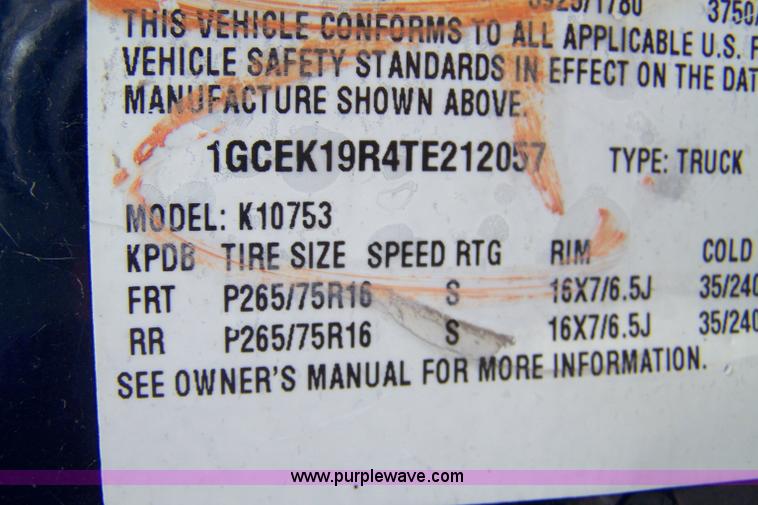 3750
THIS VEHICLE CONFORMS TO ALL APPLICABLE U.S. F
VEHICLE SAFETY STANDARDS IN EFFECT ON THE DAT
MANUFACTURE SHOWN ABOVE.
1GCEK19R4TE212057 TYPE: TRUCK
MODEL: K10753
KPDB TIRE SIZE SPEED RTG RIM COLD
FRT P265/75R16 S 16X7/6.5J 35/240
RR P265/75R16 S 16X7/6.5J 35/240
SEE OWNER'S MANUAL FOR MORE INFORMATION.
www.purplewave.com